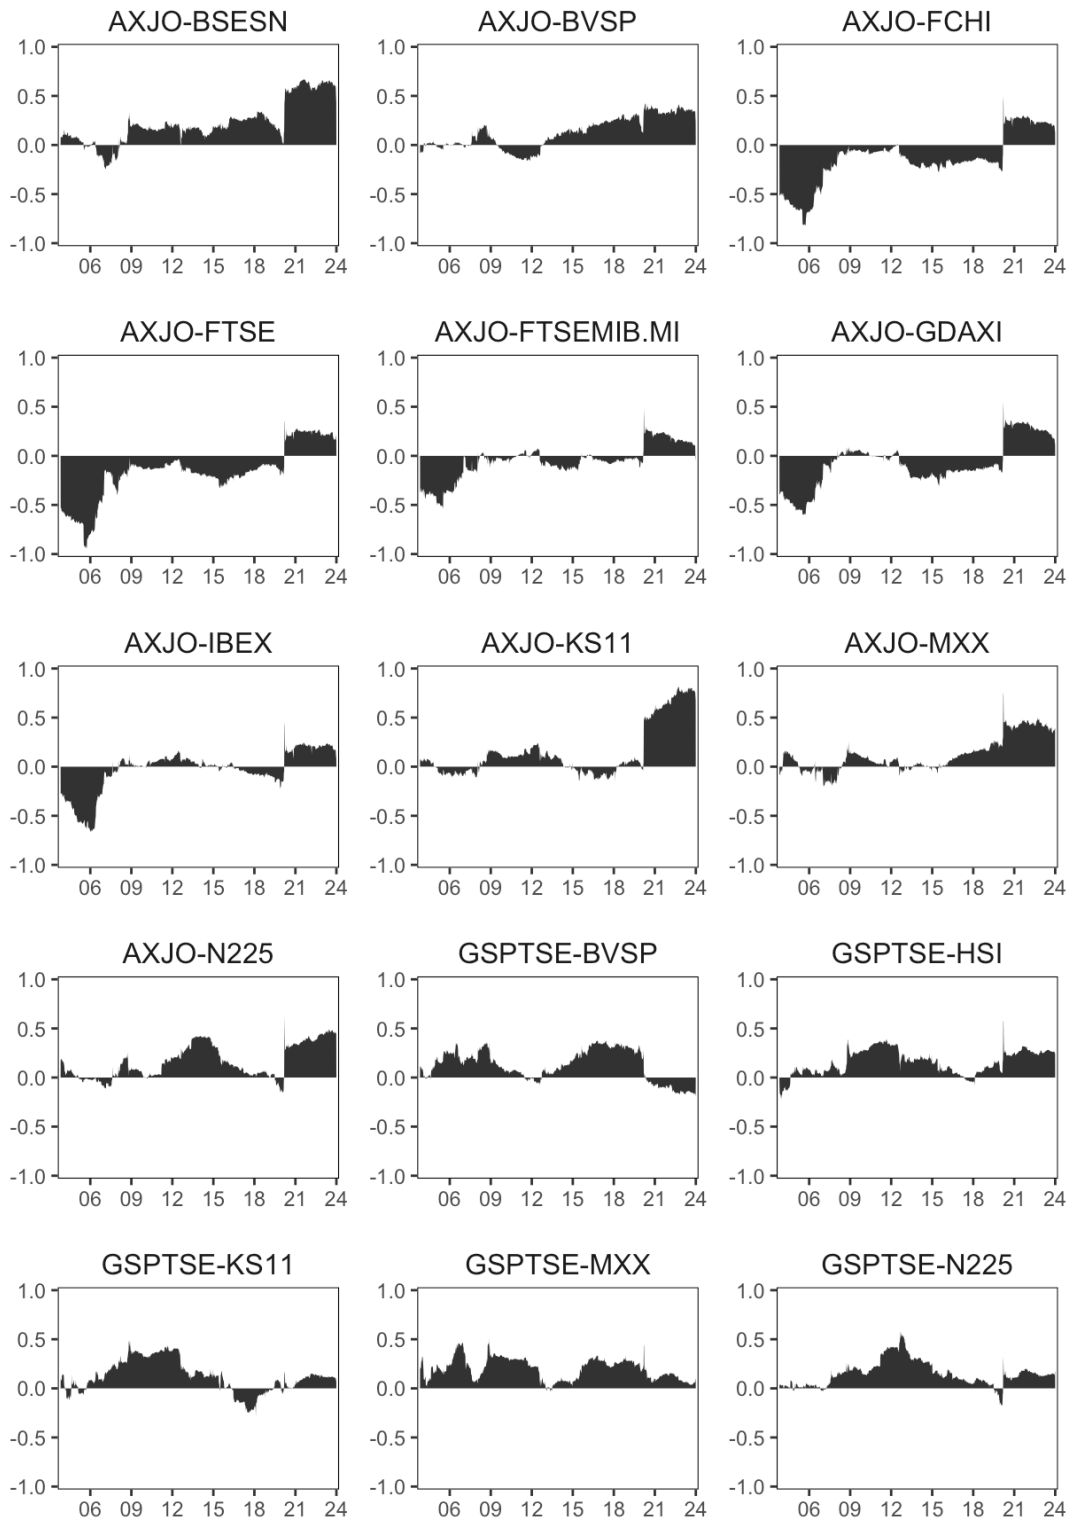 AXJO-BSESN AXJO-BVSP AXJO-FCHI
1.0 1.0 1.0
0.5 0.5 0.5
0.0 0.0 0.0
-0.5 -0.5 -0.5
-1.0 -1.0 -1.0
06 09 12 15 18 21 24 06 09 12 15 18 21 24 06 09 12 15 18 21 24
AXJO-FTSE AXJO-FTSEMIB.MI AXJO-GDAXI
1.0 1.0 1.0
0.5 0.5 0.5
0.0 0.0 0.0
-0.5 -0.5 -0.5
-1.0 -1.0 -1.0
06 09 12 15 18 21 24 06 09 12 15 18 21 24 06 09 12 15 18 21 24
AXJO-IBEX AXJO-KS11 AXJO-MXX
1.0 1.0 1.0
0.5 0.5 0.5
0.0 0.0 0.0
-0.5 -0.5 -0.5
-1.0 -1.0 -1.0
06 09 12 15 18 21 24 06 09 12 15 18 21 24 06 09 12 15 18 21 24
AXJO-N225 GSPTSE-BVSP GSPTSE-HSI
1.0 1.0 1.0
0.5 0.5 0.5
0.0 0.0 0.0
-0.5 -0.5 -0.5
-1.0 -1.0 -1.0
06 09 12 15 18 21 24 06 09 12 15 18 21 24 06 09 12 15 18 21 24
GSPTSE-KS11 GSPTSE-MXX GSPTSE-N225
1.0 1.0 1.0
0.5 0.5 0.5
0.0 0.0 0.0
-0.5 -0.5 -0.5
-1.0 -1.0 -1.0
06 09 12 15 18 21 24 06 09 12 15 18 21 24 06 09 12 15 18 21 24